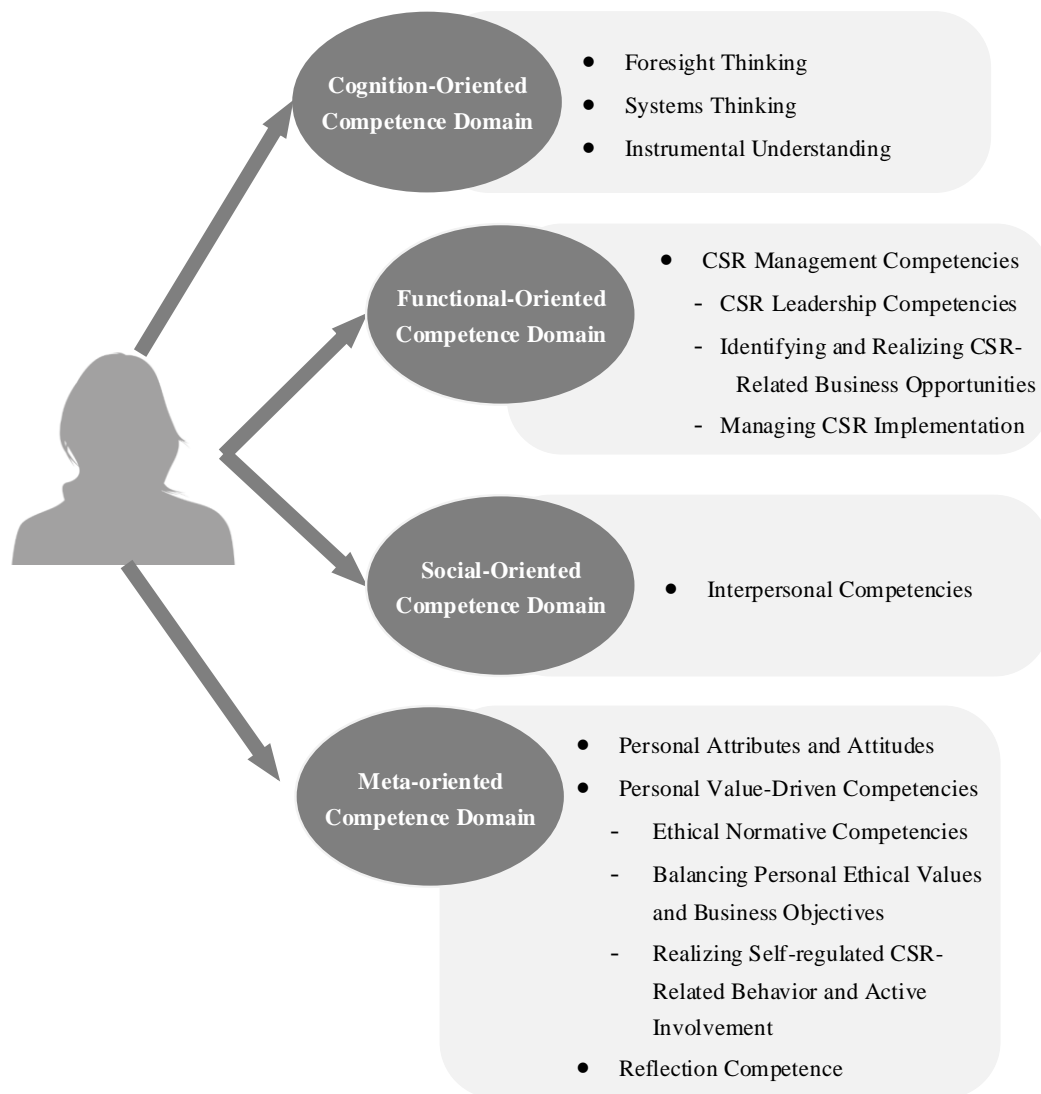 Cognition-Oriented
Competence Domain
• Foresight Thinking
• Systems Thinking
• Instrumental Understanding
Functional-Oriented
Competence Domain
• CSR Management Competencies
- CSR Leadership Competencies
- Identifying and Realizing CSR-
Related Business Opportunities
- Managing CSR Implementation
Social-Oriented
Competence Domain
• Interpersonal Competencies
Meta-oriented
Competence Domain
• Personal Attributes and Attitudes
• Personal Value-Driven Competencies
- Ethical Normative Competencies
- Balancing Personal Ethical Values
and Business Objectives
- Realizing Self-regulated CSR-
Related Behavior and Active
Involvement
• Reflection Competence